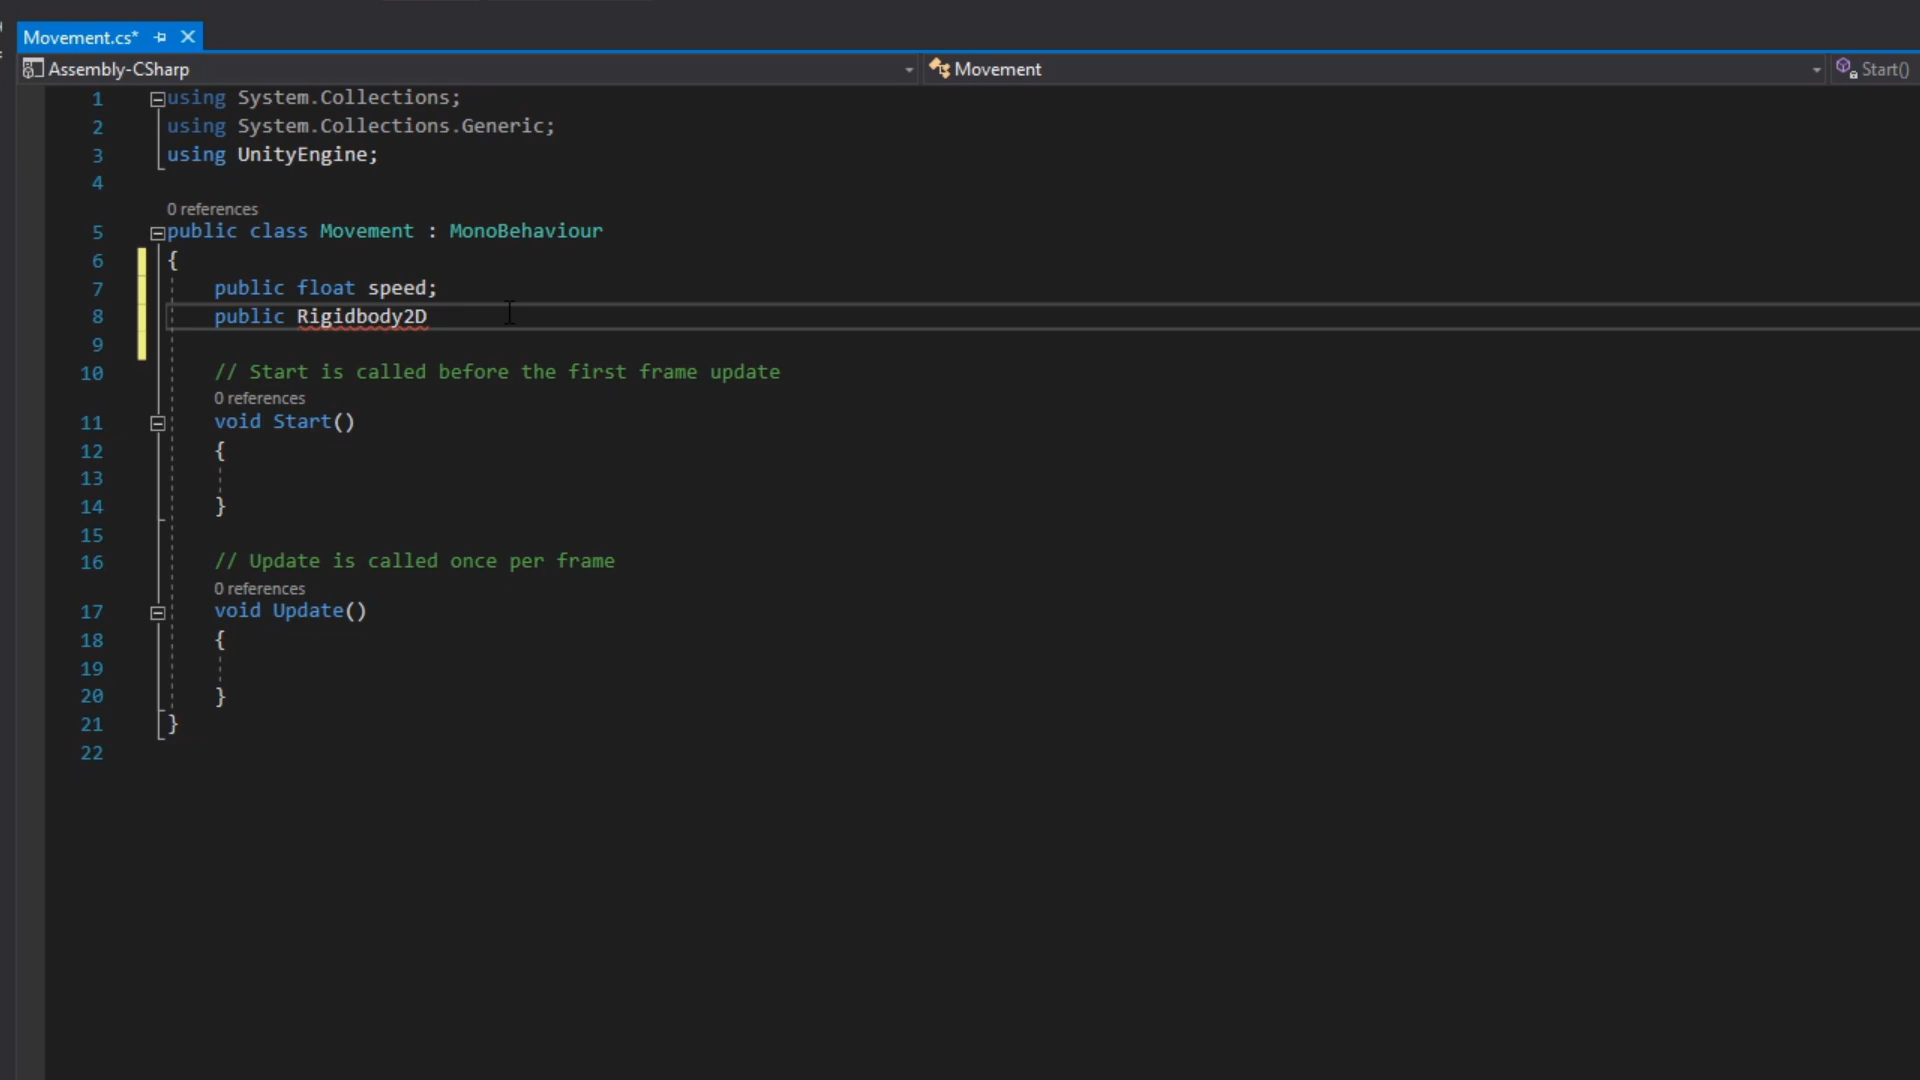 Movement.cs*
Assembly-CSharp Movement Start()
1 using System.Collections;
2 using System.Collections.Generic;
3 using UnityEngine;
4
0 references
5 public class Movement : MonoBehaviour
6 {
7 public float speed;
8 public Rigidbody2D
9
10 // Start is called before the first frame update
0 references
11 void Start()
12 {
13
14 }
15
16 // Update is called once per frame
0 references
17 void Update()
18 {
19
20 }
21 }
22